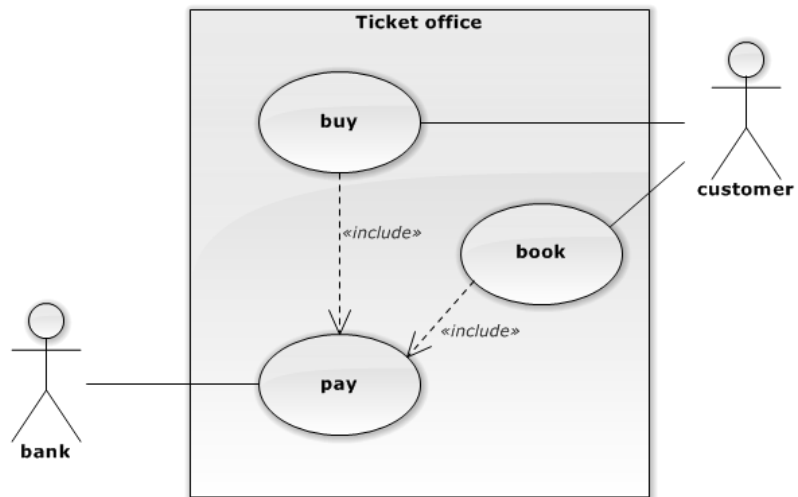 Ticket office
buy
customer
«include»
book
«include»
pay
bank